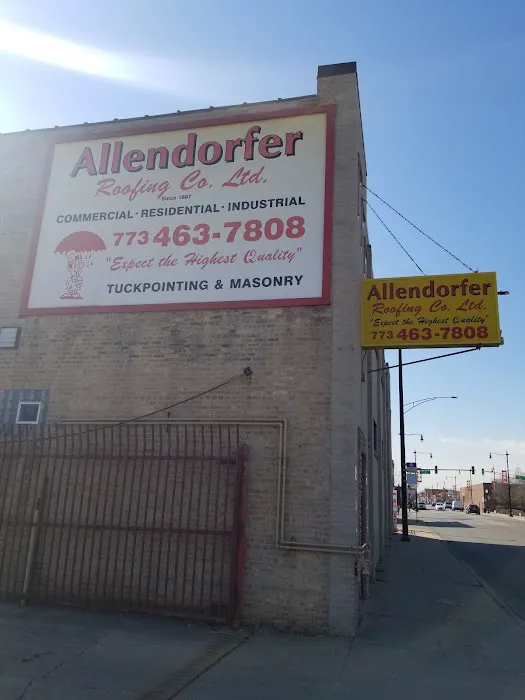 Allendorfer
Roofing Co. Ltd.
Since 1887
COMMERCIAL · RESIDENTIAL · INDUSTRIAL
773 463-7808
"Expect the Highest Quality"
TUCKPOINTING & MASONRY
Allendorfer
Roofing Co. Ltd.
"Expect the Highest Quality"
773 463-7808